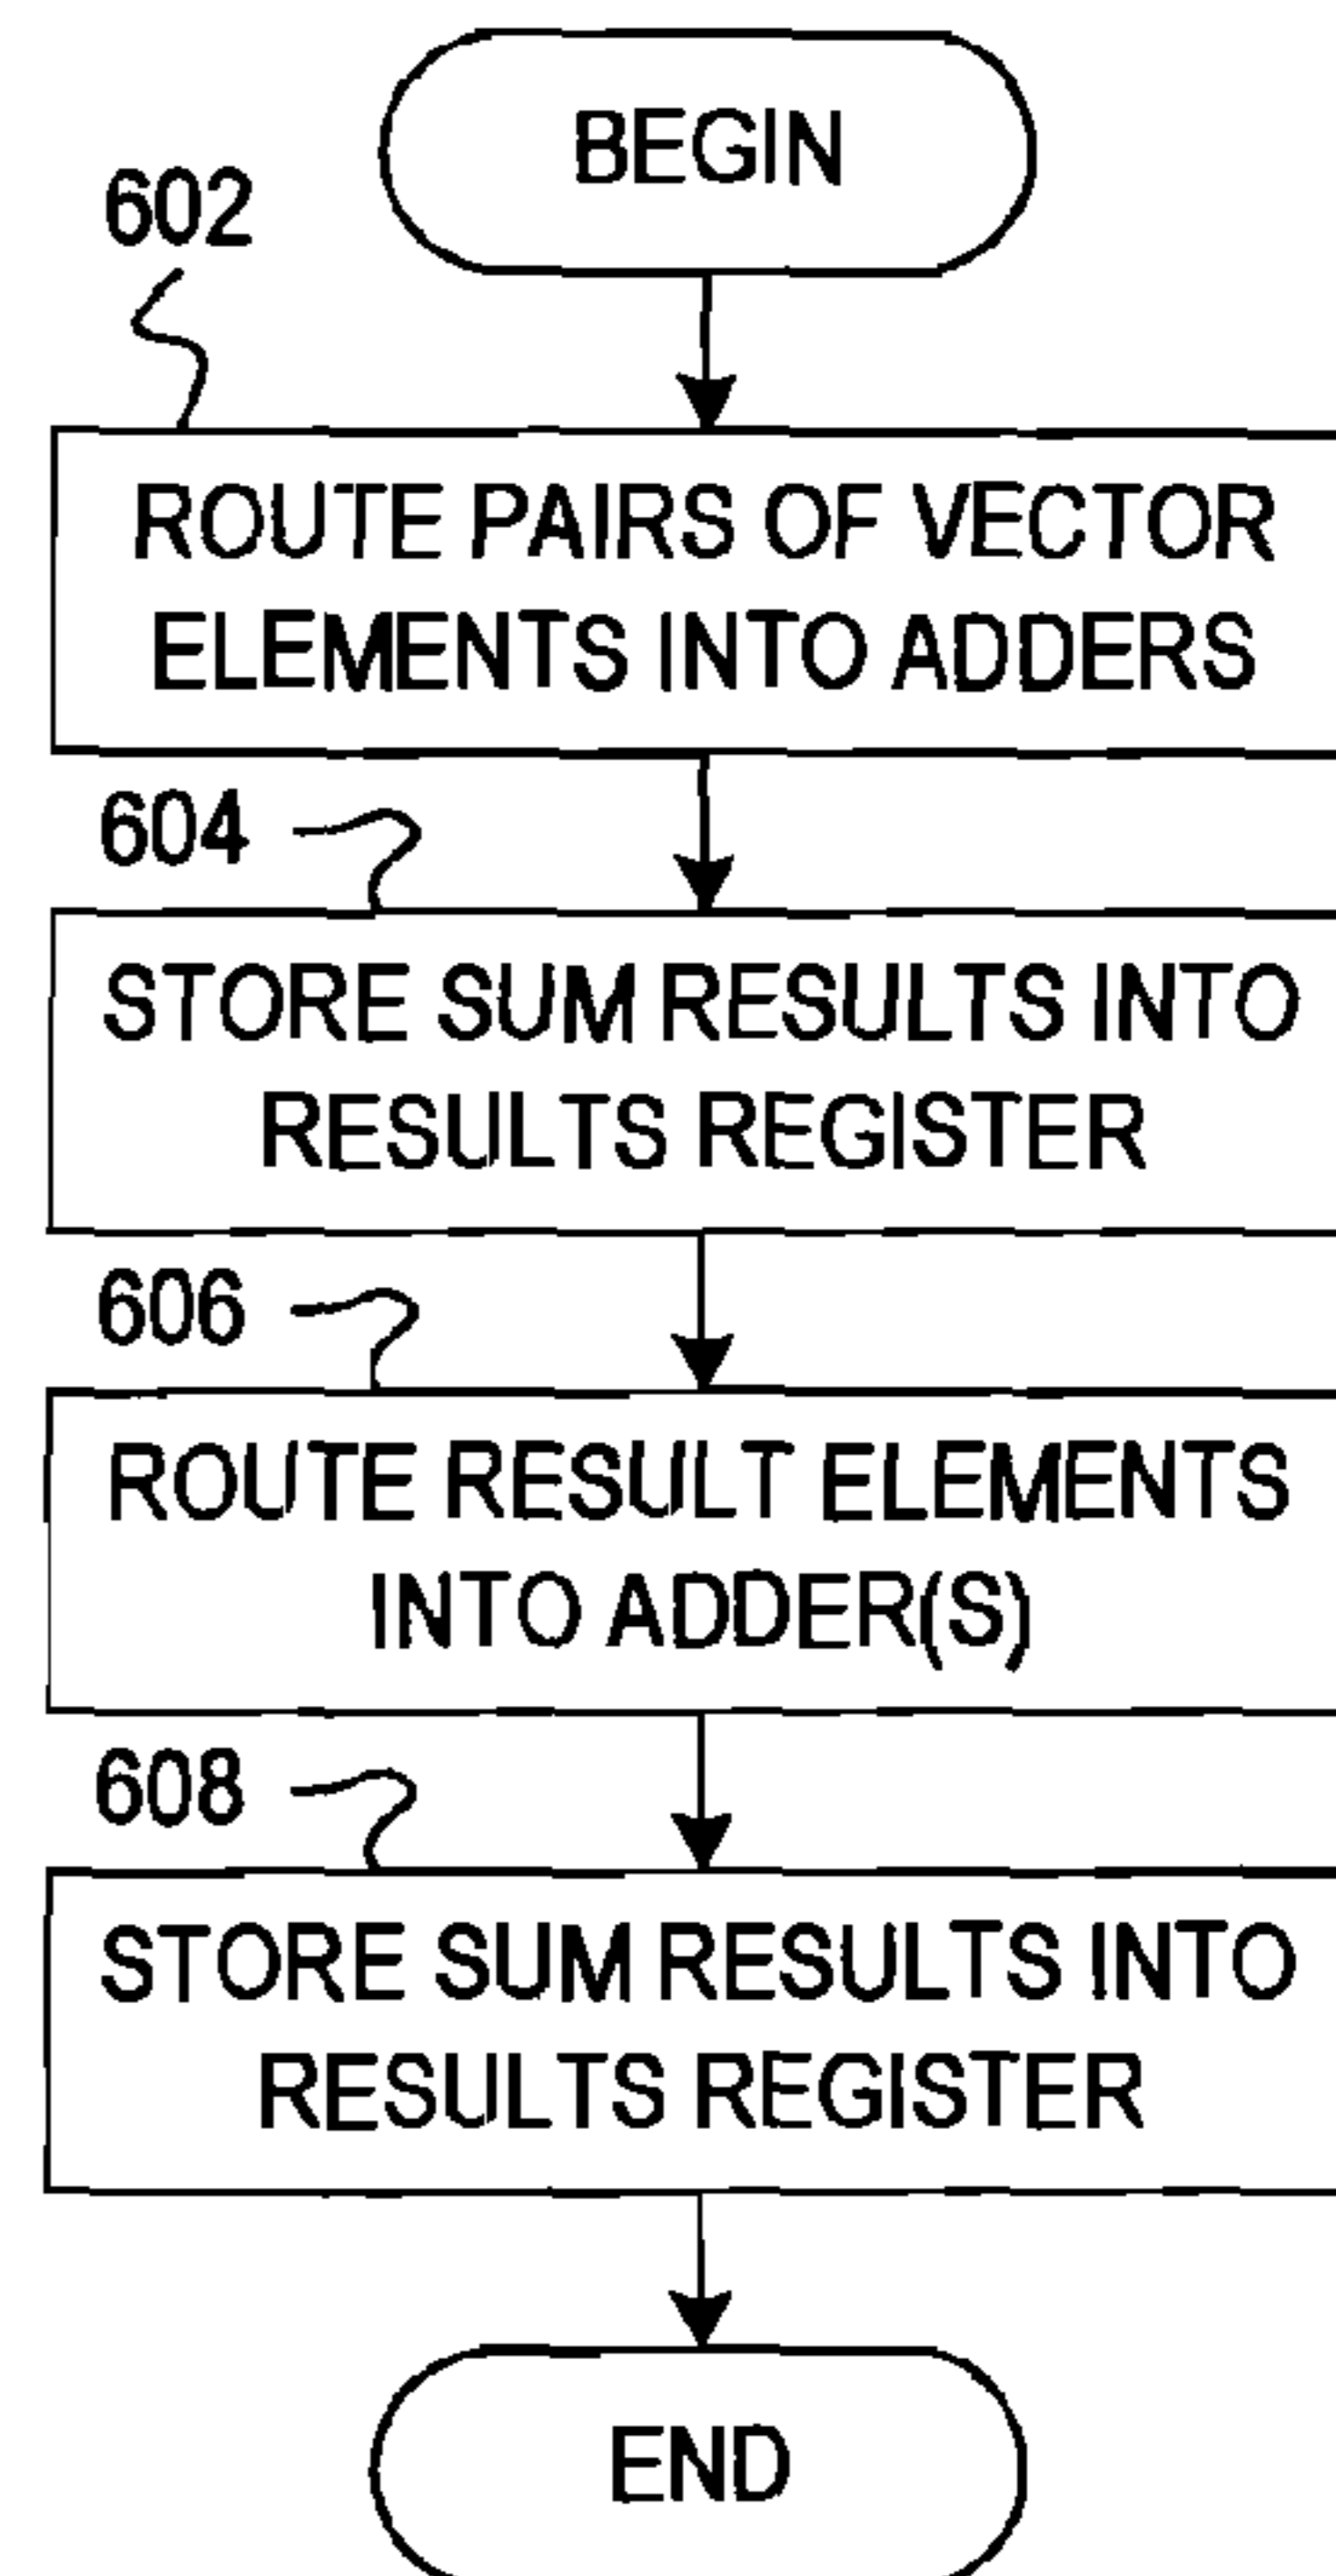 BEGIN
602
ROUTE PAIRS OF VECTOR
ELEMENTS INTO ADDERS
604
STORE SUM RESULTS INTO
RESULTS REGISTER
606
ROUTE RESULT ELEMENTS
INTO ADDER(S)
608
STORE SUM RESULTS INTO
RESULTS REGISTER
END